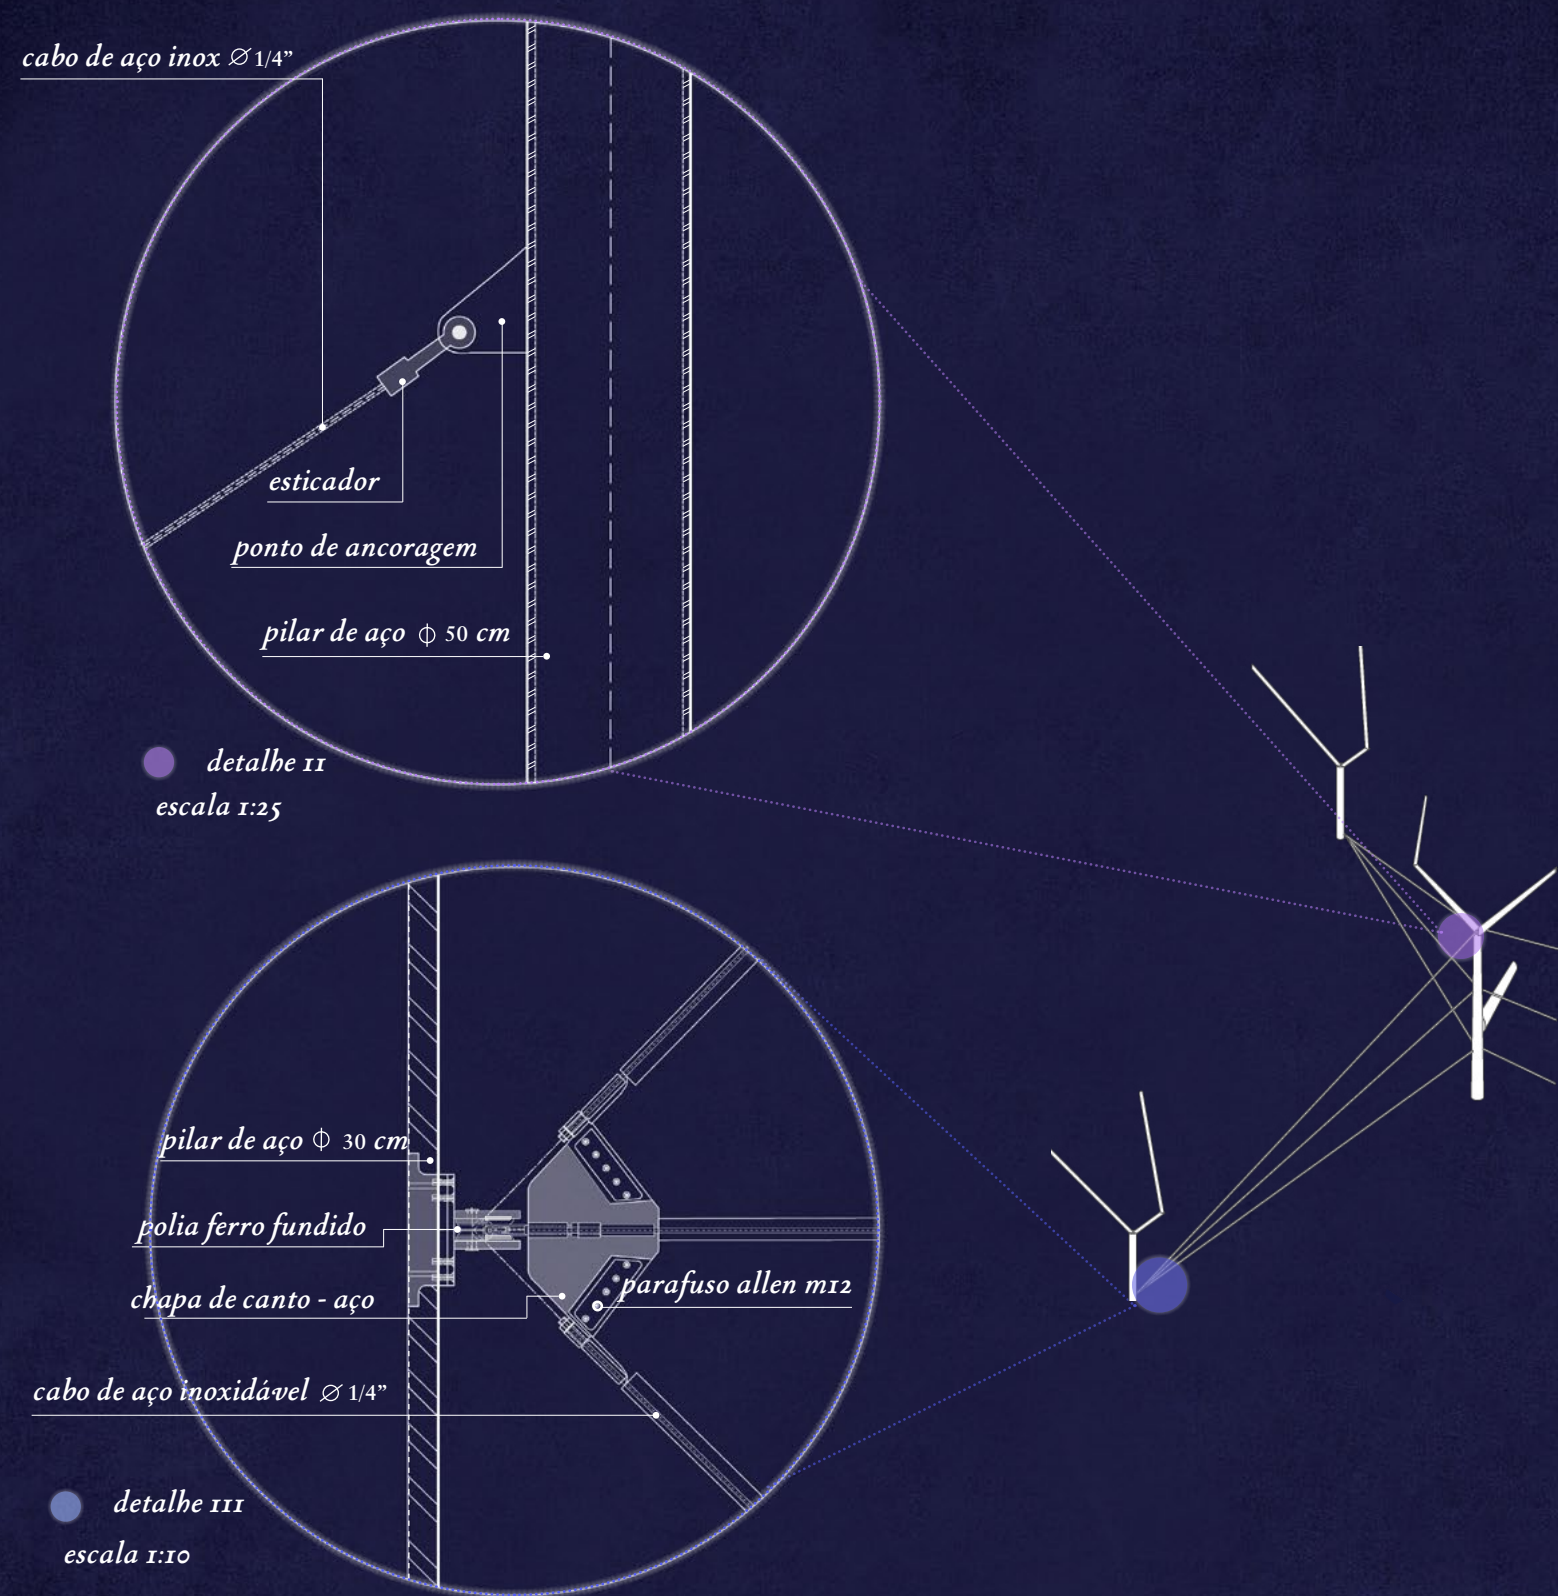 cabo de aço inox ∅ 1/4”
esticador
ponto de ancoragem
pilar de aço ϕ 50 cm
detalhe II
escala 1:25
pilar de aço ϕ 30 cm
polia ferro fundido
chapa de canto - aço
parafuso allen m12
cabo de aço inoxidável ∅ 1/4”
detalhe III
escala 1:10